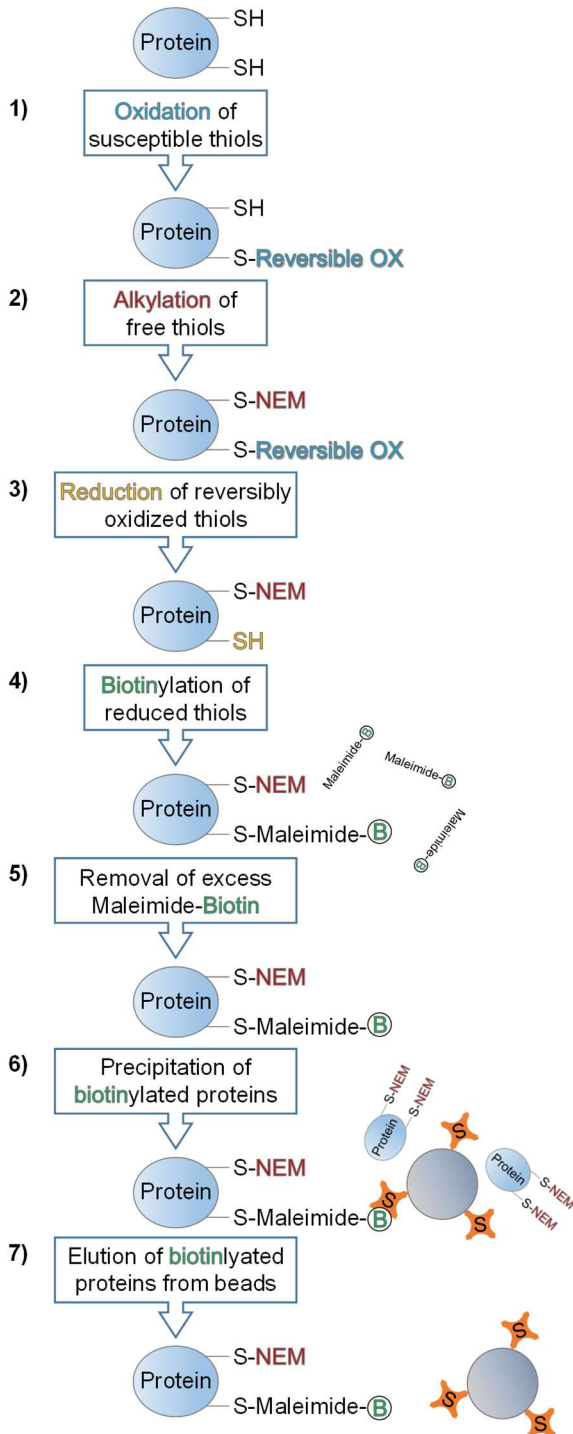 SH
Protein
SH
1)
Oxidation of
susceptible thiols
SH
Protein
S-Reversible OX
2)
Alkylation of
free thiols
S-NEM
Protein
S-Reversible OX
3)
Reduction of reversibly
oxidized thiols
S-NEM
Protein
SH
4)
Biotinylation of
reduced thiols
Maleimide-B
Maleimide-B
Maleimide-B
S-NEM
Protein
S-Maleimide-B
5)
Removal of excess
Maleimide-Biotin
S-NEM
Protein
S-Maleimide-B
6)
Precipitation of
biotinylated proteins
S-NEM
S-NEM
Protein
S
Protein
S-NEM
S-NEM
S
S
S-NEM
Protein
S-Maleimide-B
7)
Elution of biotinlyated
proteins from beads
S-NEM
Protein
S-Maleimide-B
S
S
S